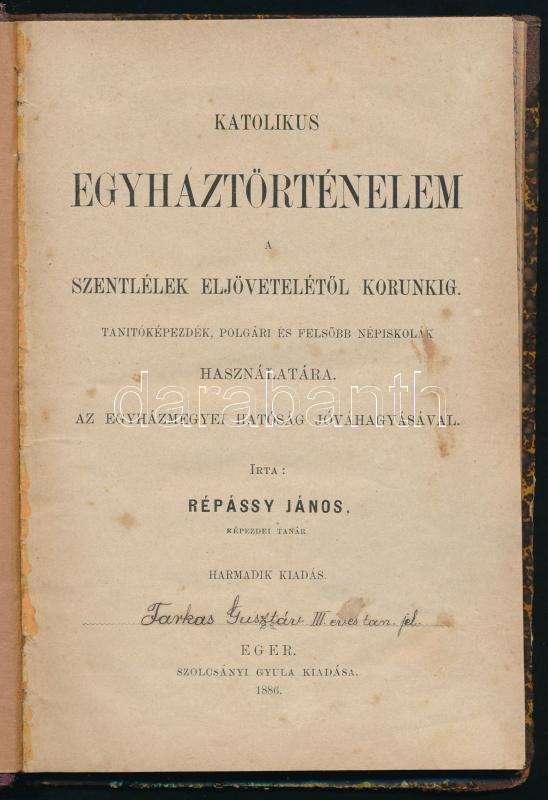 KATOLIKUS
EGYHÁZTÖRTÉNELEM
A
SZENTLÉLEK ELJÖVETELÉTŐL KORUNKIG.
TANITÓKÉPEZDÉK, POLGÁRI ÉS FELSŐBB NÉPISKOLÁK
HASZNÁLATÁRA.
darabanth
AZ EGYHÁZMEGYEI HATÓSÁG JÓVÁHAGYÁSÁVAL.
IRTA:
RÉPÁSSY JÁNOS,
KÉPEZDEI TANÁR
HARMADIK KIADÁS.
Farkas Gusztáv III. éves tan. jel.
EGER.
SZOLCSÁNYI GYULA KIADÁSA.
1886.